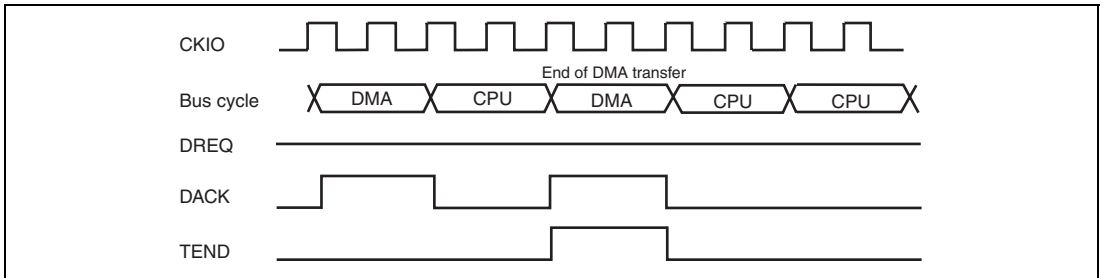 CKIO
End of DMA transfer
Bus cycle DMA CPU DMA CPU CPU
DREQ
DACK
TEND